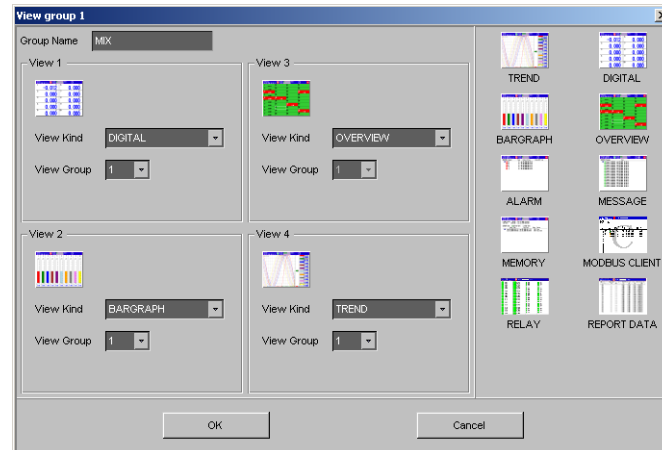 View group 1
Group Name MIX
View 1
View Kind DIGITAL
View Group 1
View 3
View Kind OVERVIEW
View Group 1
View 2
View Kind BARGRAPH
View Group 1
View 4
View Kind TREND
View Group 1
TREND DIGITAL
BARGRAPH OVERVIEW
ALARM MESSAGE
MEMORY MODBUS CLIENT
RELAY REPORT DATA
OK Cancel